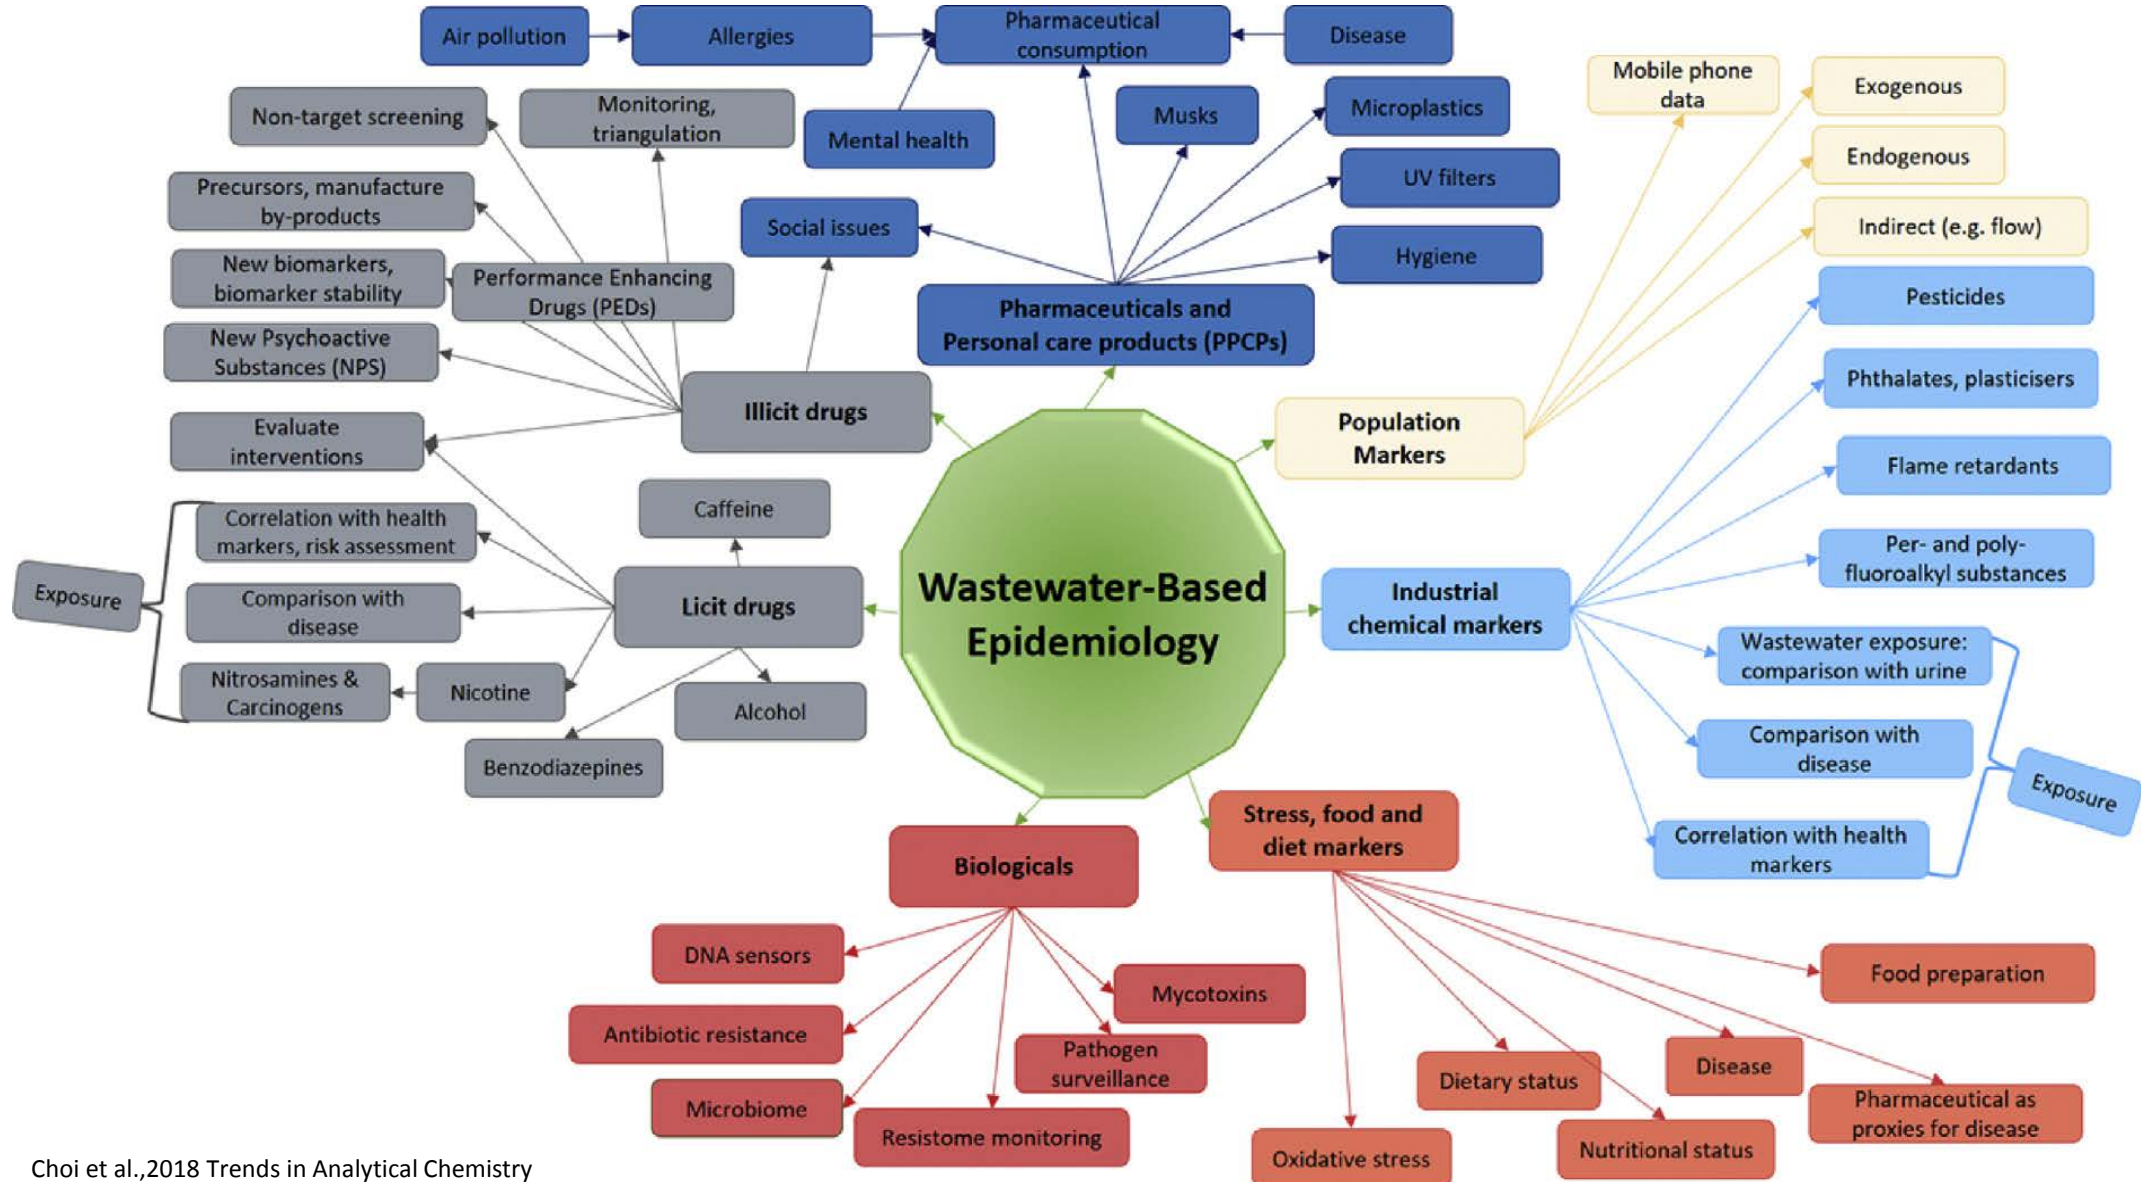 Air pollution
Allergies
Pharmaceutical
consumption
Disease
Mental health
Musks
Microplastics
UV filters
Hygiene
Social issues
Pharmaceuticals and
Personal care products (PPCPs)
Non-target screening
Monitoring,
triangulation
Precursors, manufacture
by-products
New biomarkers,
biomarker stability
Performance Enhancing
Drugs (PEDs)
New Psychoactive
Substances (NPS)
Illicit drugs
Evaluate
interventions
Mobile phone
data
Exogenous
Endogenous
Indirect (e.g. flow)
Population
Markers
Pesticides
Phthalates, plasticisers
Flame retardants
Per- and poly-
fluoroalkyl substances
Industrial
chemical markers
Wastewater exposure:
comparison with urine
Comparison with
disease
Correlation with health
markers
Exposure
Wastewater-Based
Epidemiology
Caffeine
Licit drugs
Correlation with health
markers, risk assessment
Comparison with
disease
Exposure
Nitrosamines &
Carcinogens
Nicotine
Alcohol
Benzodiazepines
Biologicals
DNA sensors
Antibiotic resistance
Microbiome
Resistome monitoring
Pathogen
surveillance
Mycotoxins
Stress, food and
diet markers
Food preparation
Disease
Pharmaceutical as
proxies for disease
Dietary status
Nutritional status
Oxidative stress
Choi et al.,2018 Trends in Analytical Chemistry